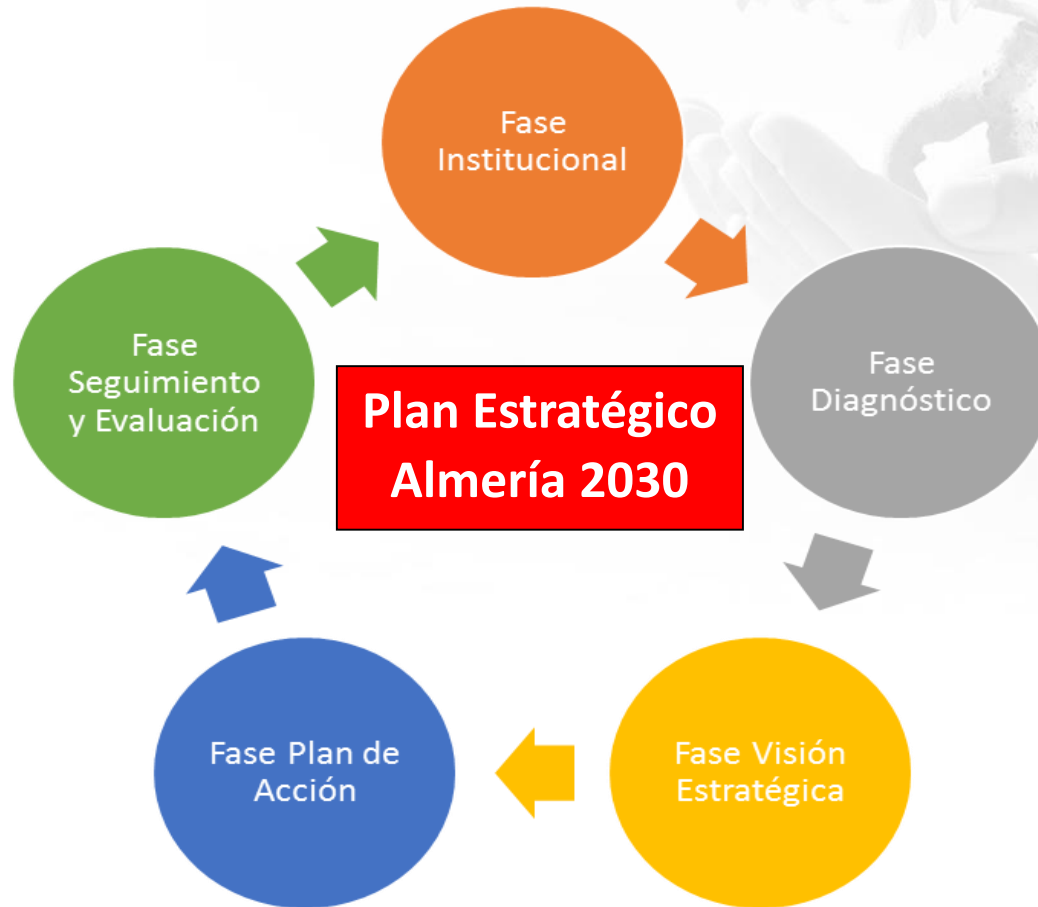 Fase
Institucional
Fase
Diagnóstico
Fase Visión
Estratégica
Fase Plan de
Acción
Fase
Seguimiento
y Evaluación
Plan Estratégico
Almería 2030